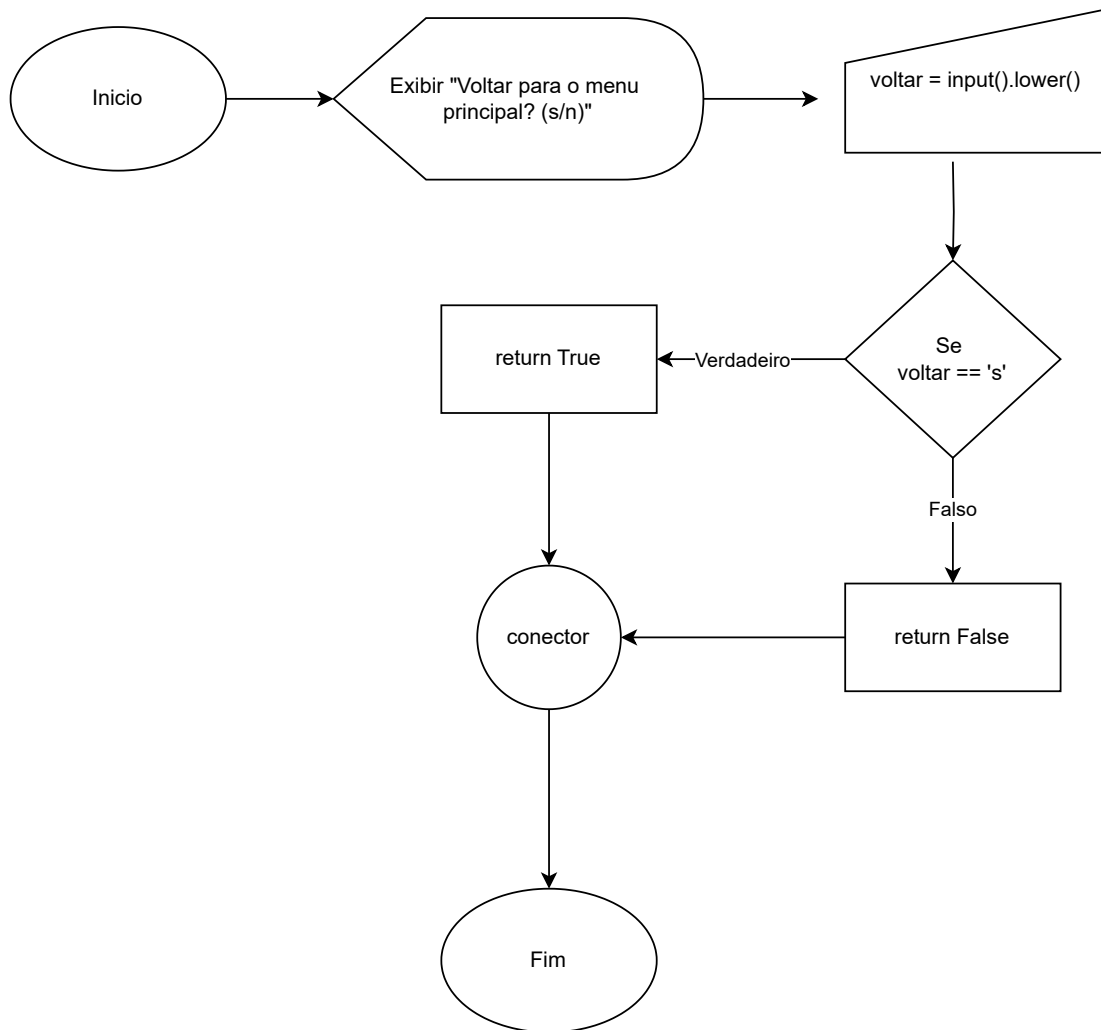 Inicio
Exibir "Voltar para o menu
principal? (s/n)"
voltar = input().lower()
Se
voltar == 's'
Verdadeiro
return True
Falso
return False
conector
Fim